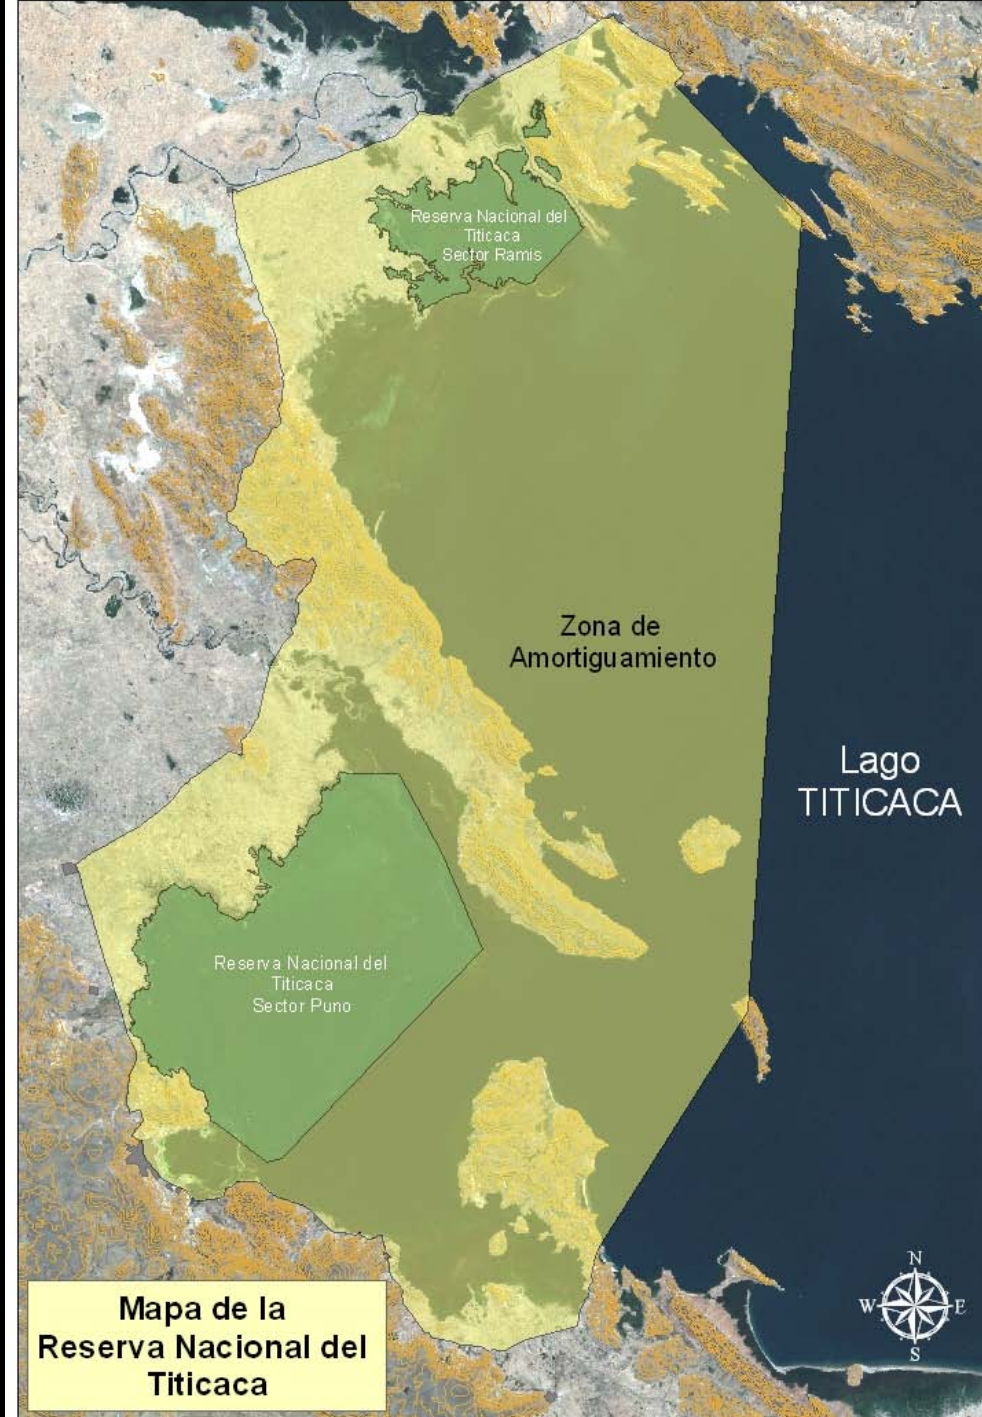 Reserva Nacional del
Titicaca
Sector Ramis
Zona de
Amortiguamiento
Lago
TITICACA
Reserva Nacional del
Titicaca
Sector Puno
N
W
E
S
Mapa de la
Reserva Nacional del
Titicaca